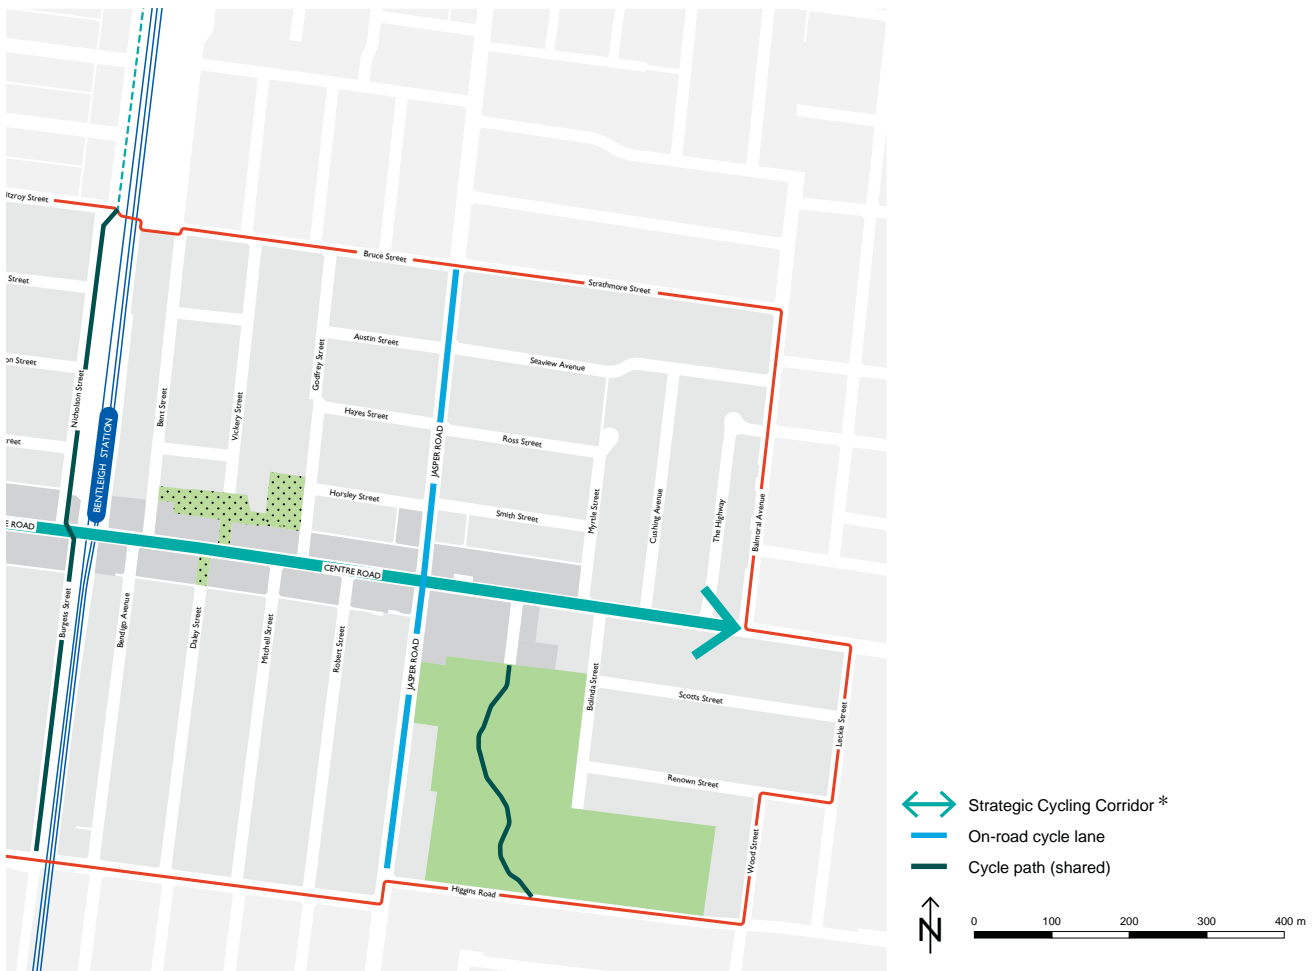 itzroy Street
Bruce Street
Strathmore Street
Street
Austin Street
Seaview Avenue
on Street
Godfrey Street
Nicholson Street
Bent Street
Vickery Street
Hayes Street
JASPER ROAD
Ross Street
reet
BENTLEIGH STATION
Horsley Street
Smith Street
Myrtle Street
Cushing Avenue
The Highway
Balmoral Avenue
E ROAD
CENTRE ROAD
Burgess Street
Bendigo Avenue
Daley Street
Mitchell Street
Robert Street
JASPER ROAD
Bolinda Street
Scotts Street
Leckie Street
Renown Street
Wood Street
Higgins Road
Strategic Cycling Corridor *
On-road cycle lane
Cycle path (shared)
N
0 100 200 300 400 m